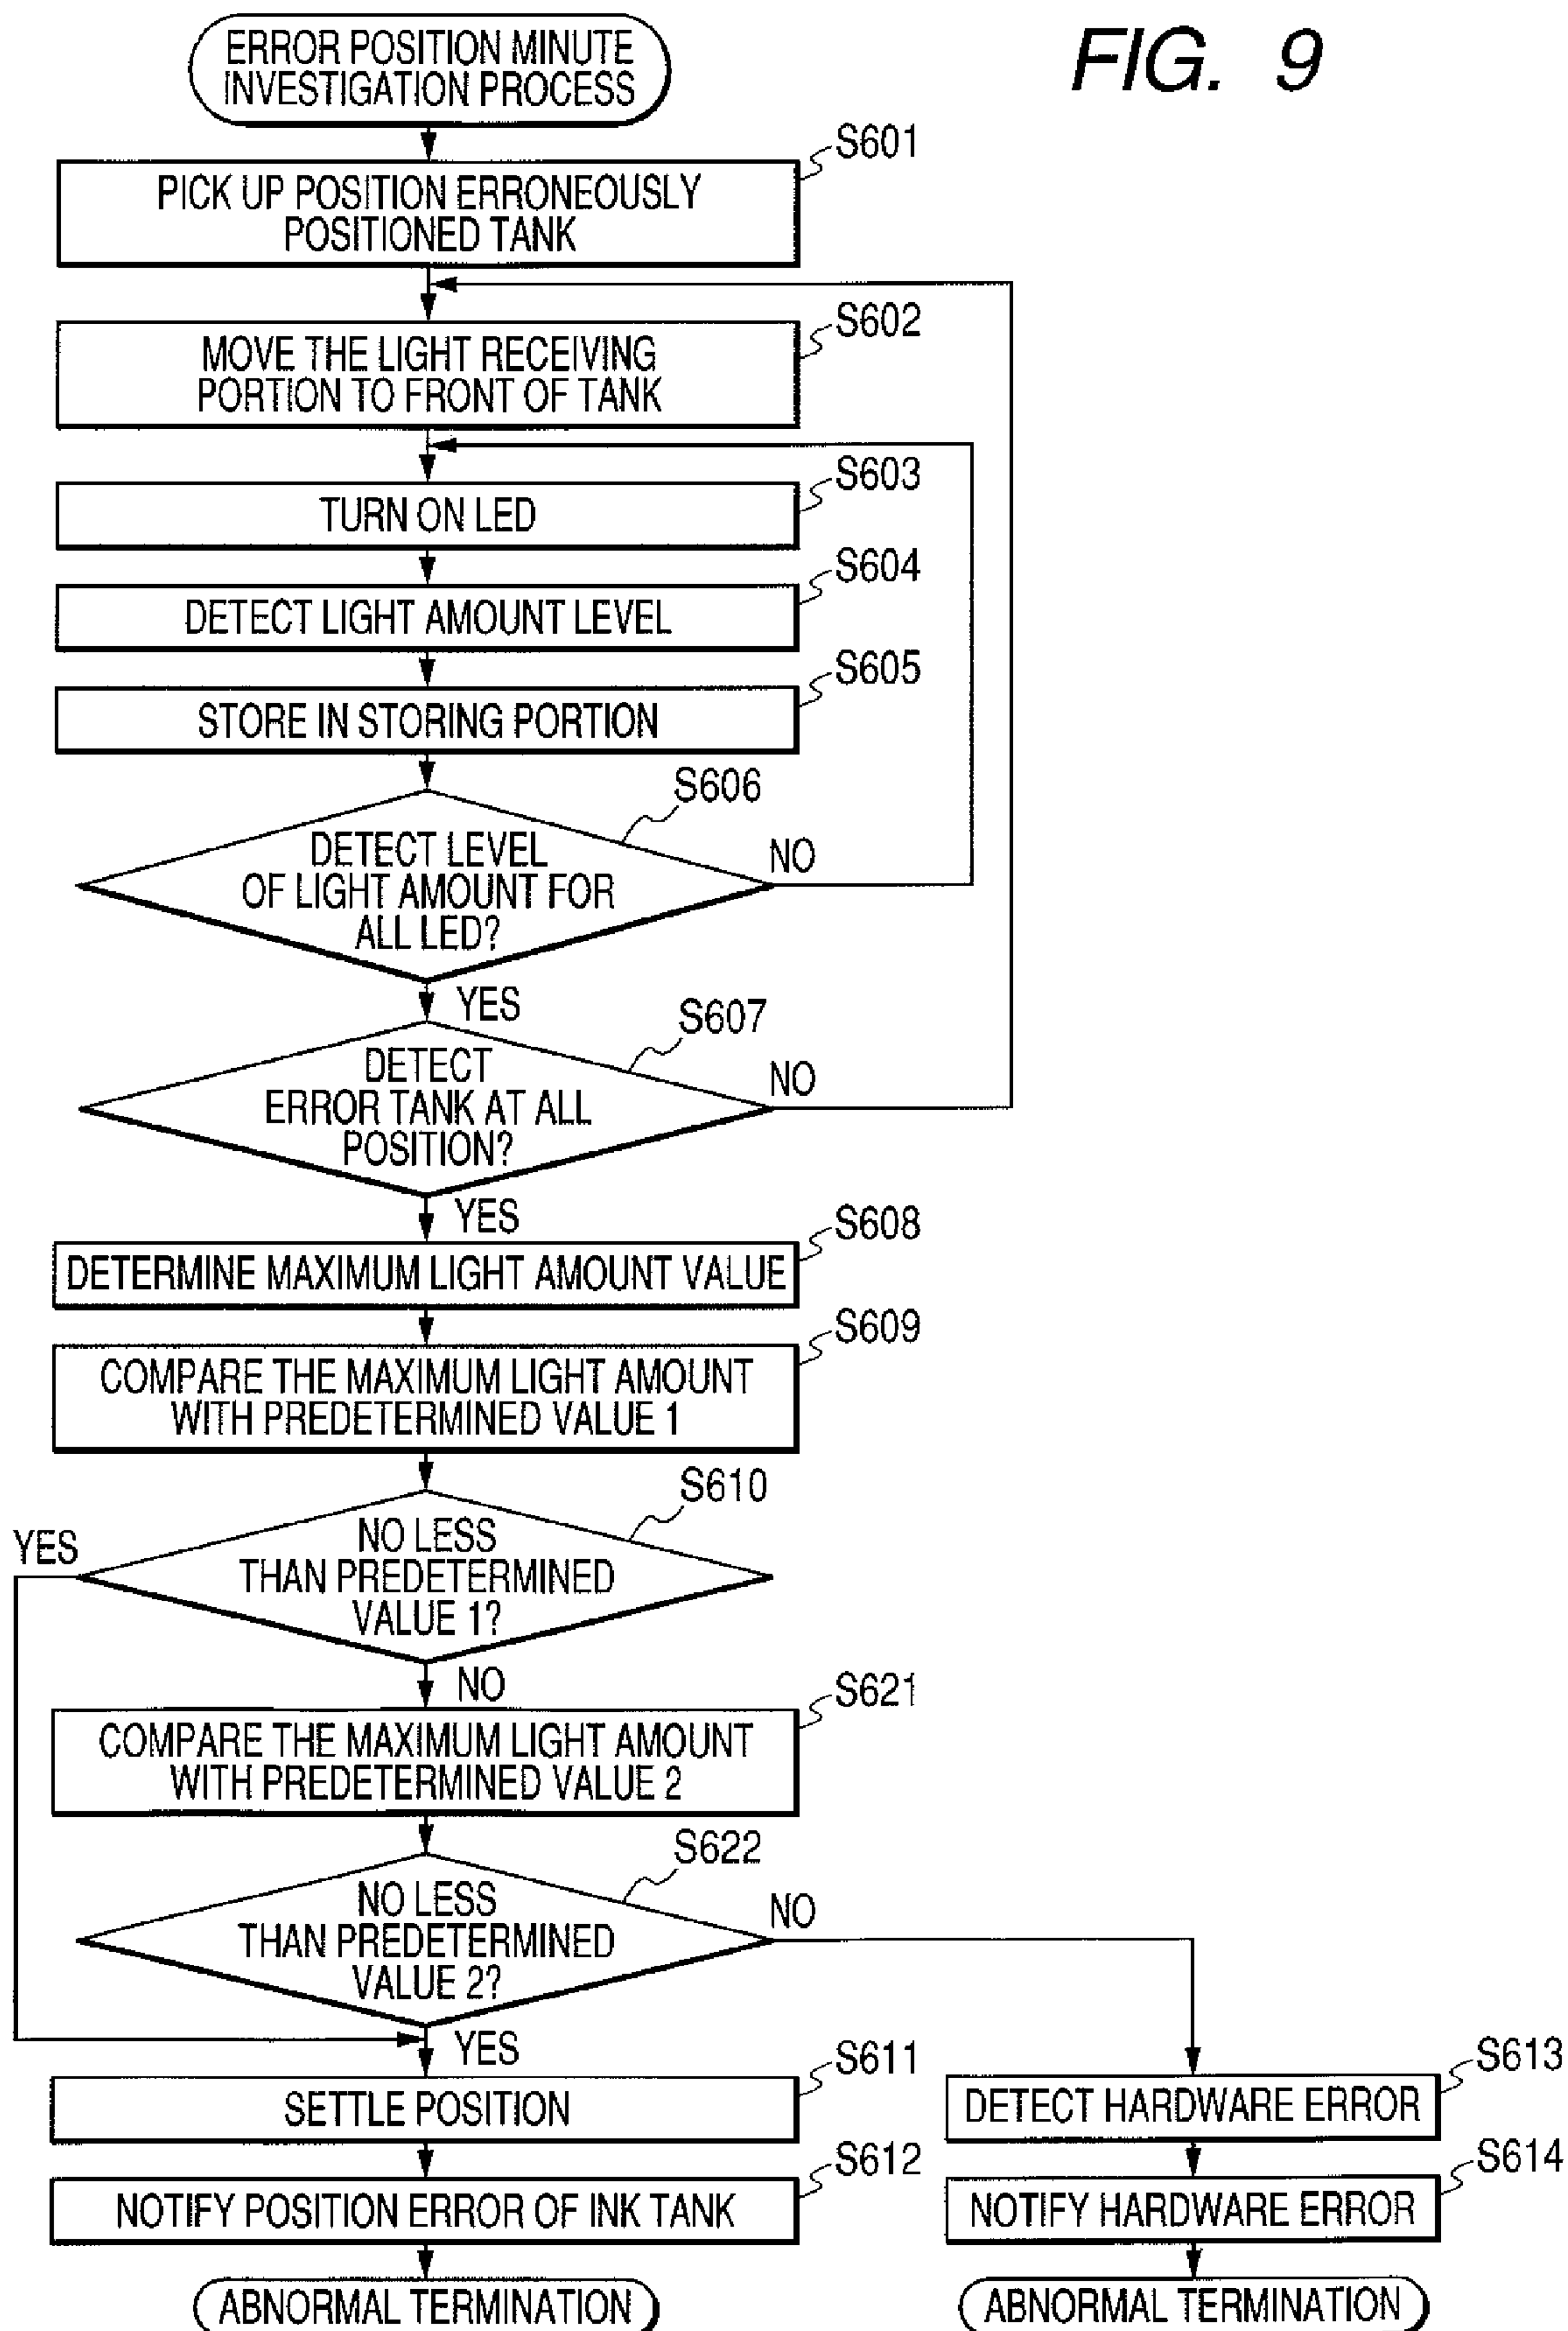 FIG. 9
ERROR POSITION MINUTE
INVESTIGATION PROCESS
S601
PICK UP POSITION ERRONEOUSLY
POSITIONED TANK
S602
MOVE THE LIGHT RECEIVING
PORTION TO FRONT OF TANK
S603
TURN ON LED
S604
DETECT LIGHT AMOUNT LEVEL
S605
STORE IN STORING PORTION
S606
DETECT LEVEL
OF LIGHT AMOUNT FOR
ALL LED?
NO
YES
S607
DETECT
ERROR TANK AT ALL
POSITION?
NO
YES
S608
DETERMINE MAXIMUM LIGHT AMOUNT VALUE
S609
COMPARE THE MAXIMUM LIGHT AMOUNT
WITH PREDETERMINED VALUE 1
S610
YES
NO LESS
THAN PREDETERMINED
VALUE 1?
NO
S621
COMPARE THE MAXIMUM LIGHT AMOUNT
WITH PREDETERMINED VALUE 2
S622
NO LESS
THAN PREDETERMINED
VALUE 2?
NO
YES
S611
SETTLE POSITION
S612
NOTIFY POSITION ERROR OF INK TANK
ABNORMAL TERMINATION
S613
DETECT HARDWARE ERROR
S614
NOTIFY HARDWARE ERROR
ABNORMAL TERMINATION